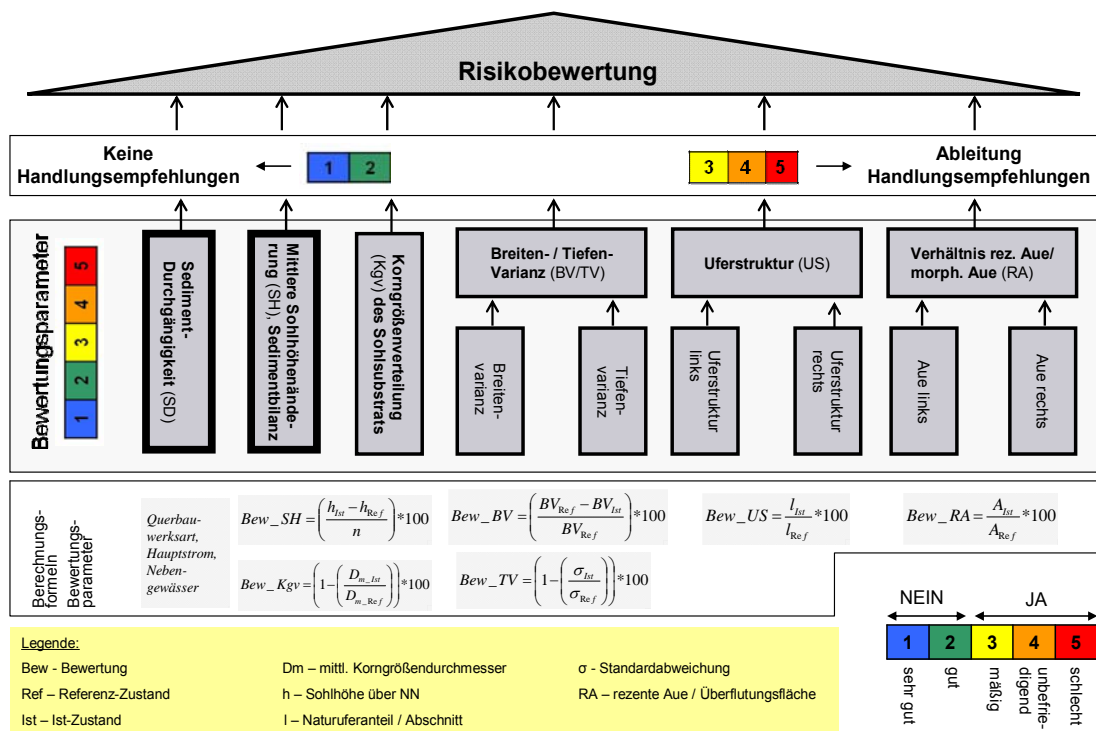 Risikobewertung
Keine
Handlungsempfehlungen
1 2
3 4 5
Ableitung
Handlungsempfehlungen
Bewertungsparameter
5
4
3
2
1
Sediment-
Durchgängigkeit (SD)
Mittlere Sohlhöhenände-
rung (SH), Sedimentbilanz
Korngrößenverteilung
(Kgv) des Sohlsubstrats
Breiten- / Tiefen-
Varianz (BV/TV)
Breiten-
varianz
Tiefen-
varianz
Uferstruktur (US)
Uferstruktur
links
Uferstruktur
rechts
Verhältnis rez. Aue/
morph. Aue (RA)
Aue links
Aue rechts
Berechnungs-
formeln
Bewertungs-
parameter
Querbau-
werksart,
Hauptstrom,
Neben-
gewässer
Bew_SH = ((h_Ist − h_Ref) / n) * 100
Bew_Kgv = (1 − (D_m_Ist / D_m_Ref)) * 100
Bew_BV = ((BV_Ref − BV_Ist) / BV_Ref) * 100
Bew_TV = (1 − (σ_Ist / σ_Ref)) * 100
Bew_US = l_Ist / l_Ref * 100
Bew_RA = A_Ist / A_Ref * 100
NEIN JA
1 2 3 4 5
sehr gut
gut
mäßig
unbefrie-
digend
schlecht
Legende:
Bew - Bewertung
Ref – Referenz-Zustand
Ist – Ist-Zustand
Dm – mittl. Korngrößendurchmesser
h – Sohlhöhe über NN
l – Naturuferanteil / Abschnitt
σ - Standardabweichung
RA – rezente Aue / Überflutungsfläche